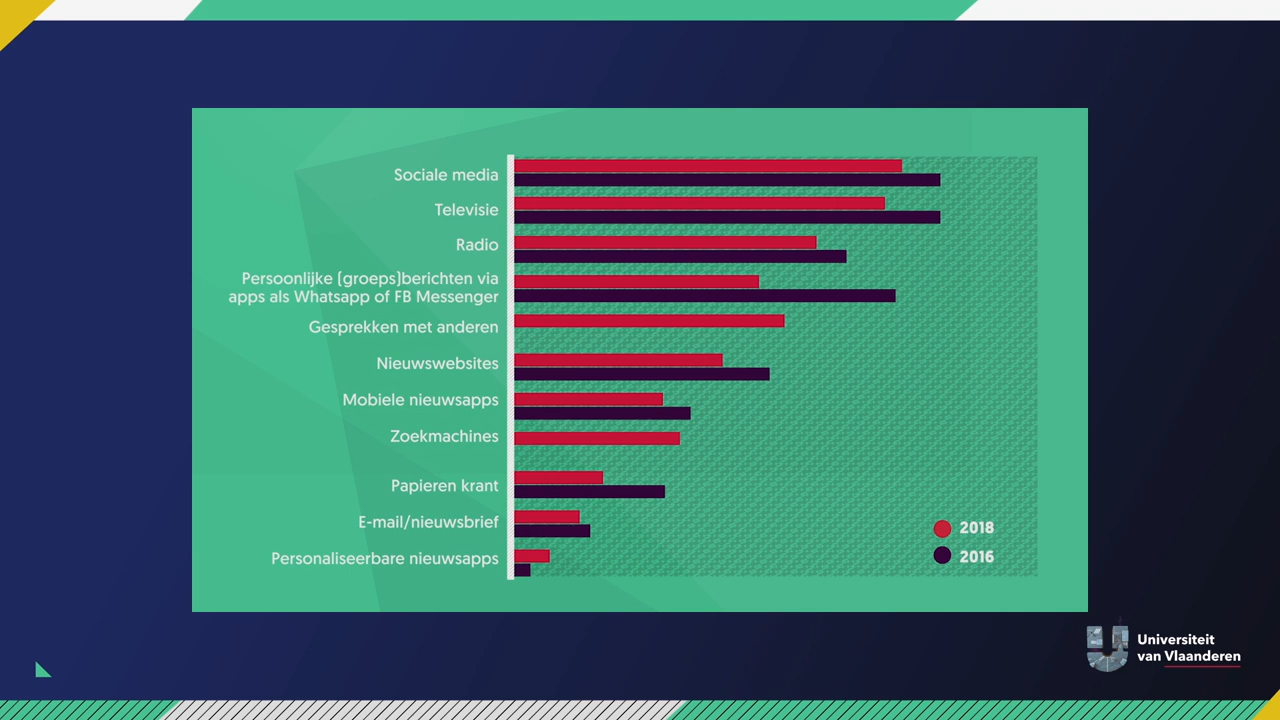 Sociale media
Televisie
Radio
Persoonlijke (groeps)berichten via
apps als Whatsapp of FB Messenger
Gesprekken met anderen
Nieuwswebsites
Mobiele nieuwsapps
Zoekmachines
Papieren krant
E-mail/nieuwsbrief
Personaliseerbare nieuwsapps
2018
2016
Universiteit
van Vlaanderen